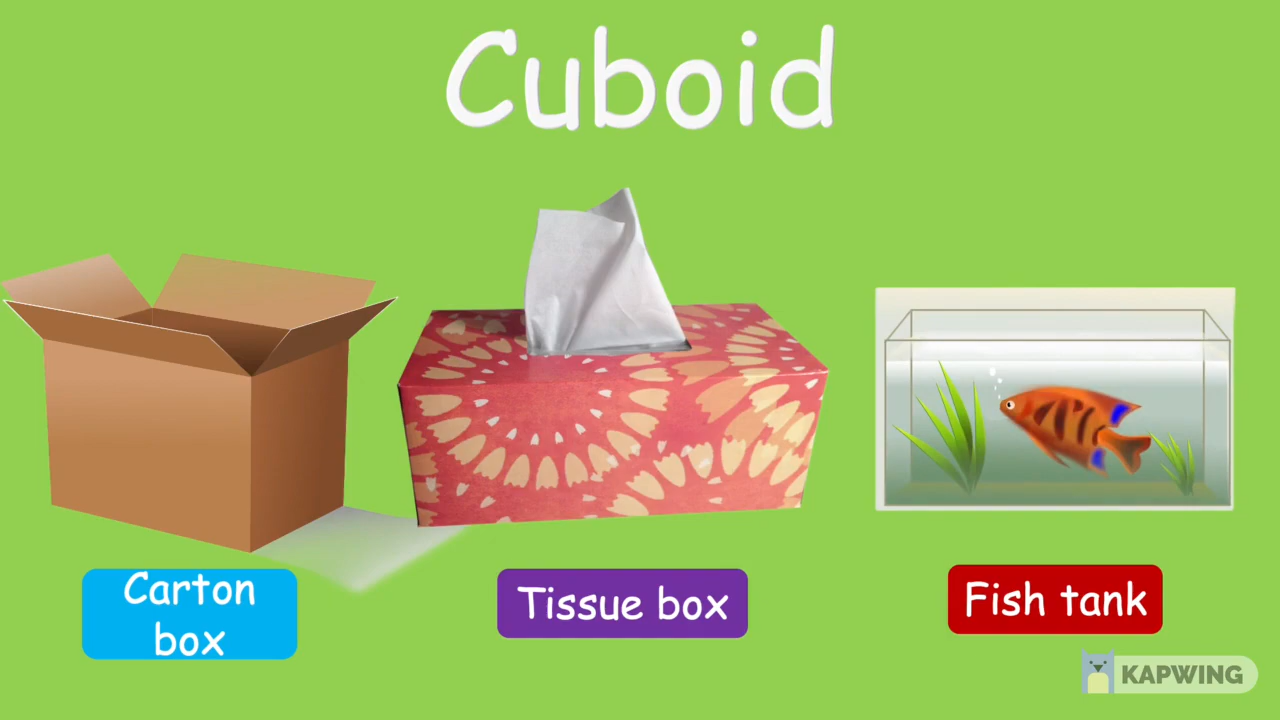 Cuboid
Carton
box
Tissue box
Fish tank
KAPWING